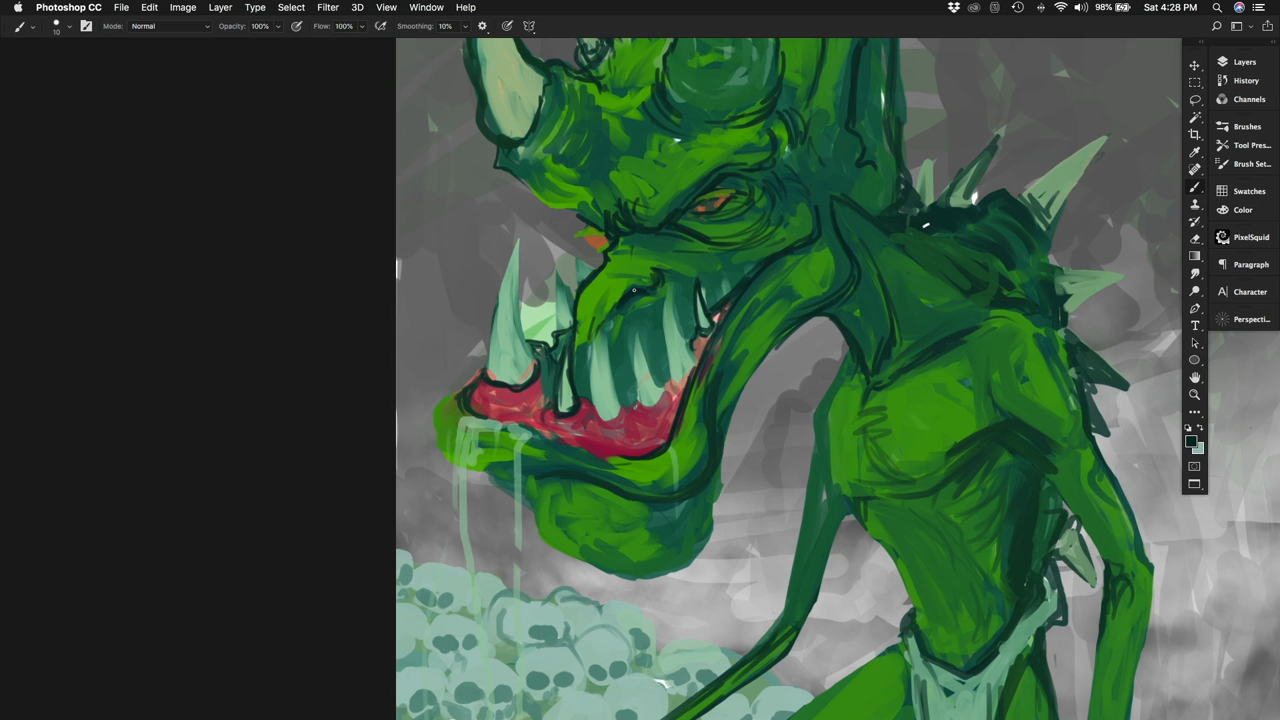 Photoshop CC File Edit Image Layer Type Select Filter 3D View Window Help 98% Sat 4:28 PM
10 Mode: Normal Opacity: 100% Flow: 100% Smoothing: 10%
Layers
History
Channels
Brushes
Tool Pres...
Brush Set...
Swatches
Color
PixelSquid
Paragraph
Character
Perspecti...